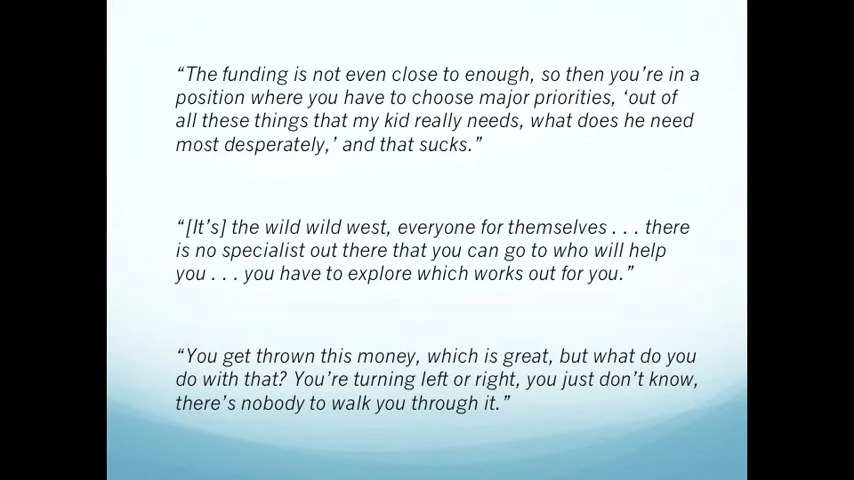 “The funding is not even close to enough, so then you’re in a
position where you have to choose major priorities, ‘out of
all these things that my kid really needs, what does he need
most desperately,’ and that sucks.”
“[It’s] the wild wild west, everyone for themselves . . . there
is no specialist out there that you can go to who will help
you . . . you have to explore which works out for you.”
“You get thrown this money, which is great, but what do you
do with that? You’re turning left or right, you just don’t know,
there’s nobody to walk you through it.”